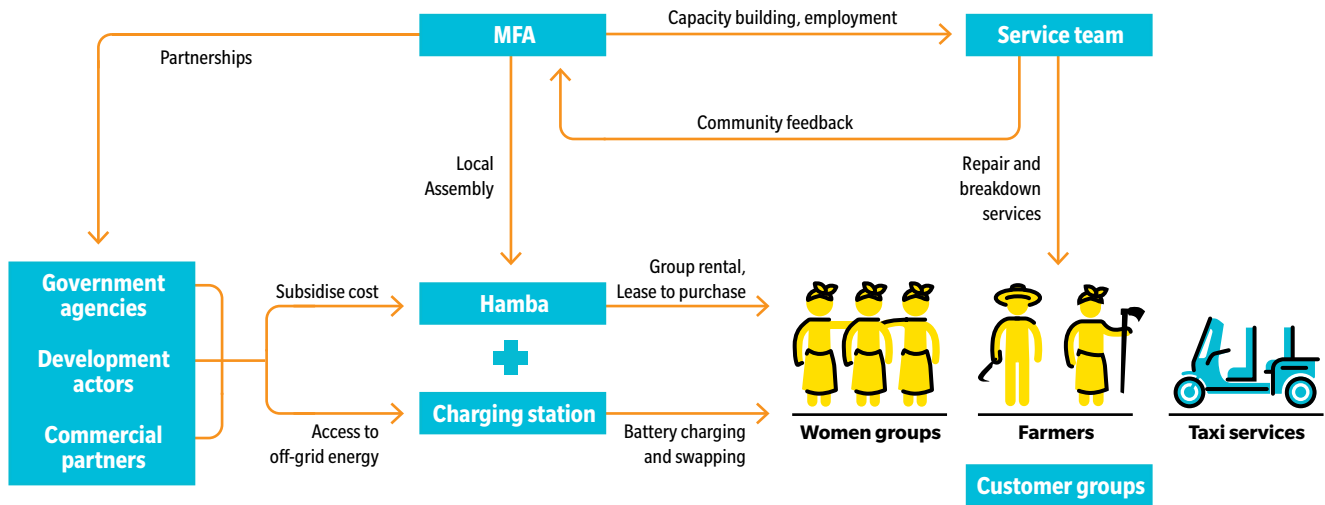 MFA
Capacity building, employment
Service team
Partnerships
Community feedback
Local
Assembly
Repair and
breakdown
services
Government
agencies
Development
actors
Commercial
partners
Subsidise cost
Hamba
Group rental,
Lease to purchase
Access to
off-grid energy
Charging station
Battery charging
and swapping
Women groups
Farmers
Taxi services
Customer groups